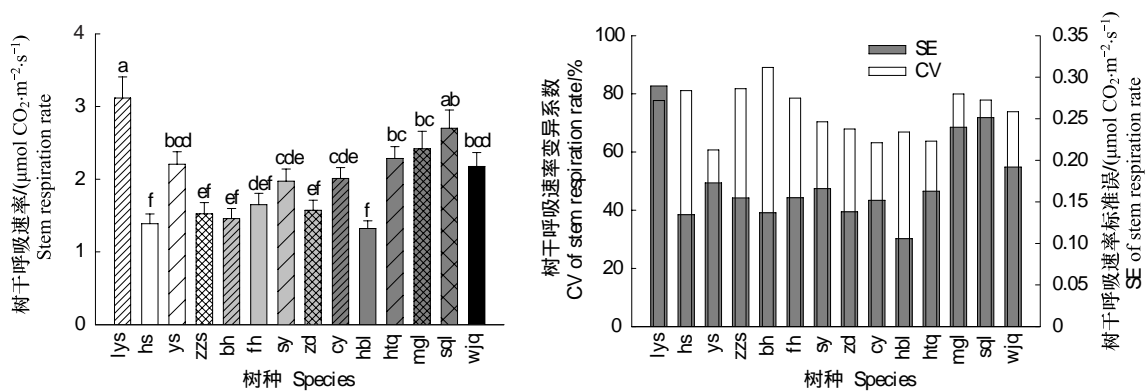 树干呼吸速率/(μmol CO₂·m⁻²·s⁻¹)
Stem respiration rate
4
3
2
1
0
a
f
bcd
ef
ef
def
cde
ef
cde
f
bc
bc
ab
bcd
lys
hs
ys
zzs
bh
fh
sy
zd
cy
hbl
htq
mgl
sql
wjq
树种 Species
树干呼吸速率变异系数
CV of stem respiration rate/%
100
80
60
40
20
0
SE
CV
0.35
0.30
0.25
0.20
0.15
0.10
0.05
0.00
树干呼吸速率标准误/(μmol CO₂·m⁻²·s⁻¹)
SE of stem respiration rate
lys
hs
ys
zzs
bh
fh
sy
zd
cy
hbl
htq
mgl
sql
wjq
树种 Species